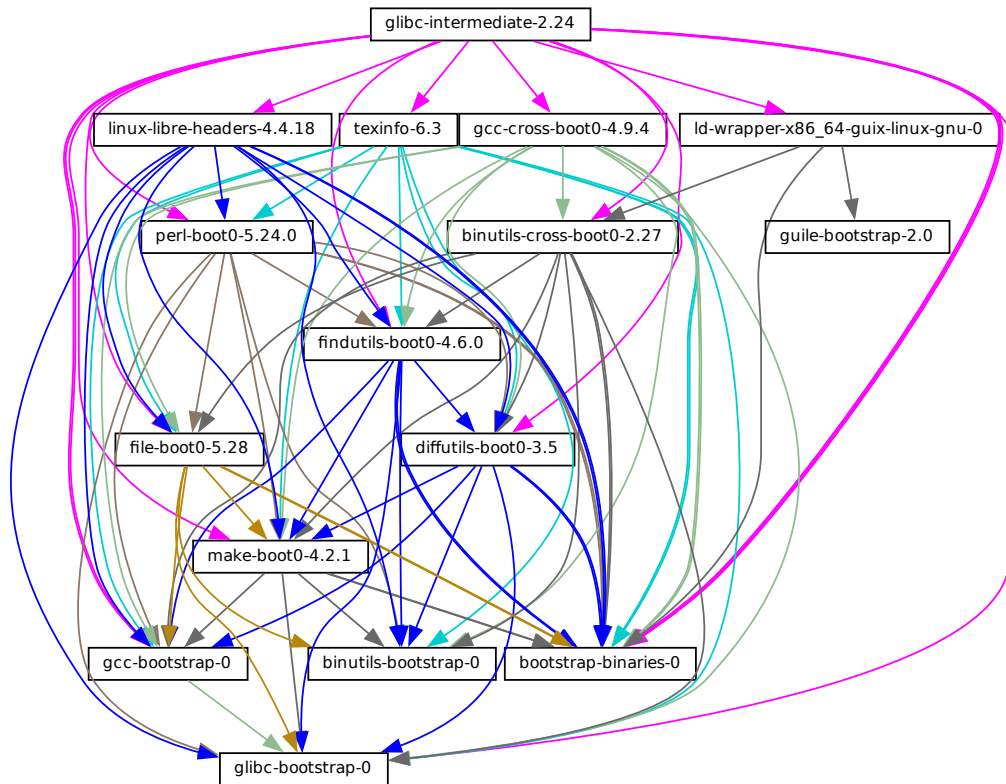 glibc-intermediate-2.24
linux-libre-headers-4.4.18
texinfo-6.3
gcc-cross-boot0-4.9.4
ld-wrapper-x86_64-guix-linux-gnu-0
perl-boot0-5.24.0
binutils-cross-boot0-2.27
guile-bootstrap-2.0
findutils-boot0-4.6.0
file-boot0-5.28
diffutils-boot0-3.5
make-boot0-4.2.1
gcc-bootstrap-0
binutils-bootstrap-0
bootstrap-binaries-0
glibc-bootstrap-0